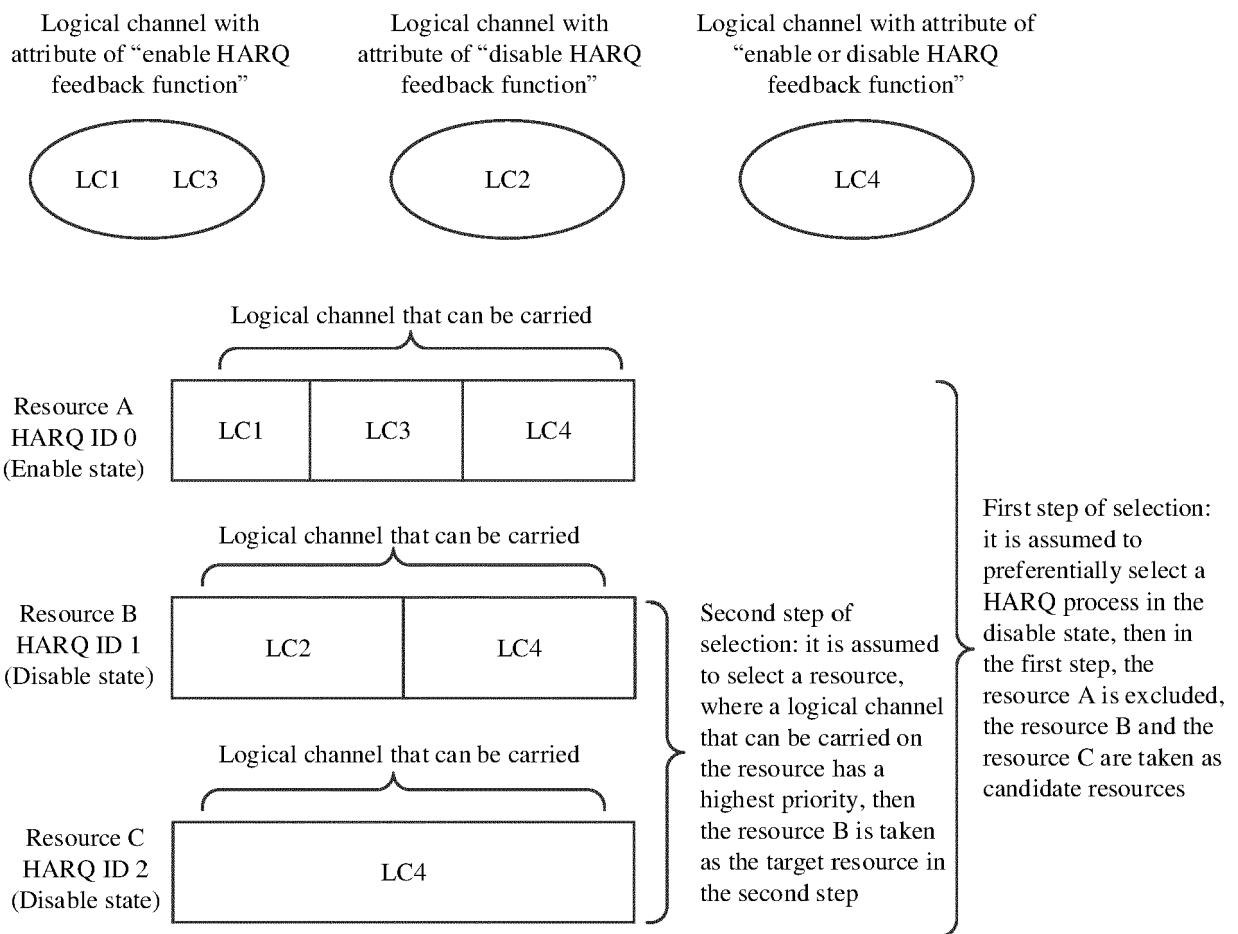 Logical channel with
attribute of “enable HARQ
feedback function”
Logical channel with
attribute of “disable HARQ
feedback function”
Logical channel with attribute of
“enable or disable HARQ
feedback function”
LC1 LC3
LC2
LC4
Logical channel that can be carried
Resource A
HARQ ID 0
(Enable state)
LC1
LC3
LC4
Logical channel that can be carried
Resource B
HARQ ID 1
(Disable state)
LC2
LC4
Logical channel that can be carried
Resource C
HARQ ID 2
(Disable state)
LC4
Second step of
selection: it is assumed
to select a resource,
where a logical channel
that can be carried on
the resource has a
highest priority, then
the resource B is taken
as the target resource in
the second step
First step of selection:
it is assumed to
preferentially select a
HARQ process in the
disable state, then in
the first step, the
resource A is excluded,
the resource B and the
resource C are taken as
candidate resources